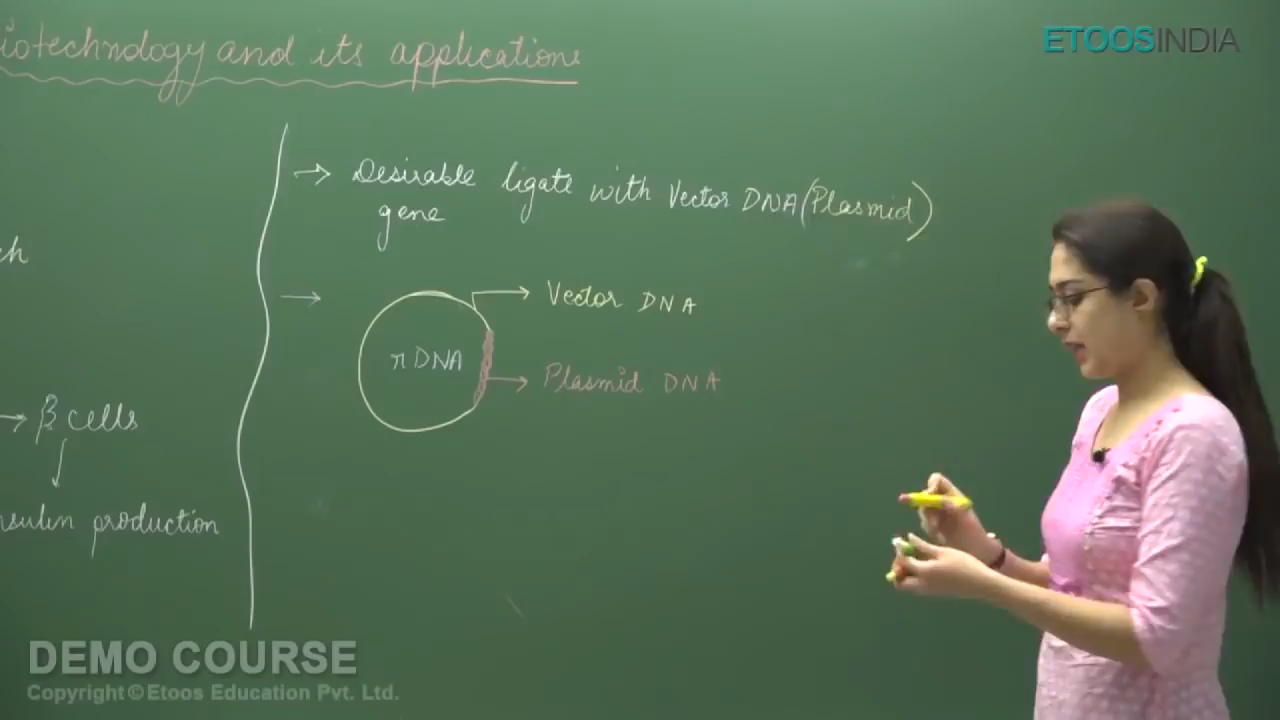 iotechnology and its applications
ETOOSINDIA
→ Desirable ligate with Vector DNA (Plasmid)
gene
ch
→ Vector DNA
rDNA
→ Plasmid DNA
→ β cells
nsulin production
DEMO COURSE
Copyright © Etoos Education Pvt. Ltd.